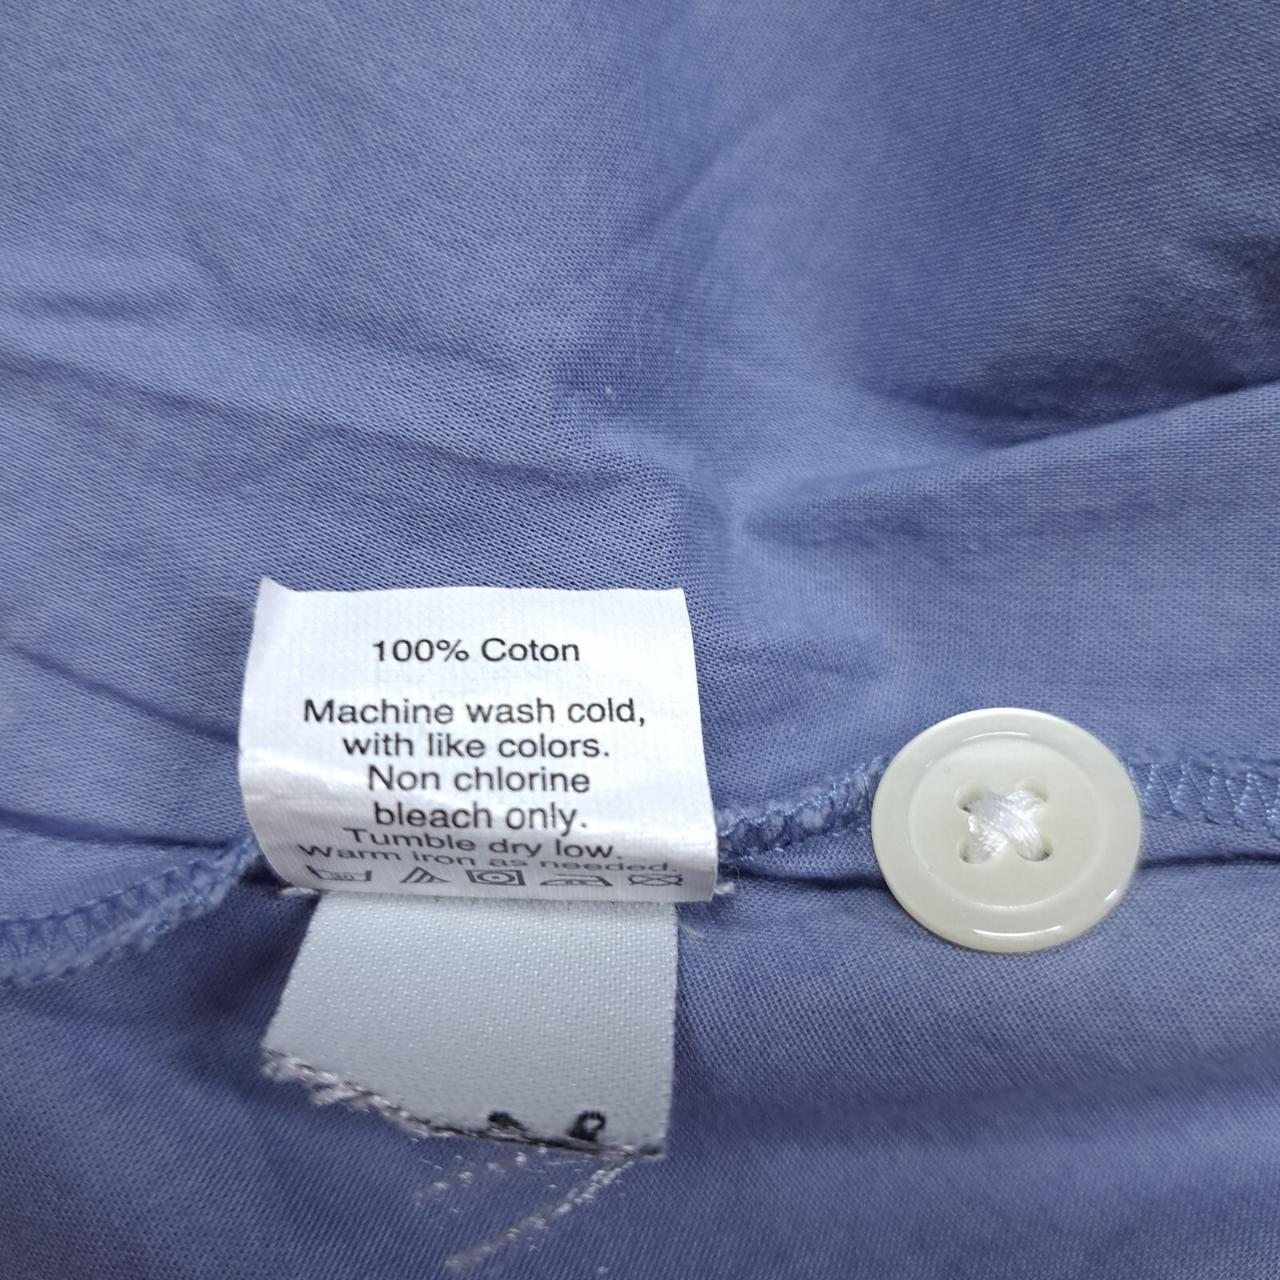 100% Coton
Machine wash cold,
with like colors.
Non chlorine
bleach only.
Tumble dry low.
Warm iron as needed.
30